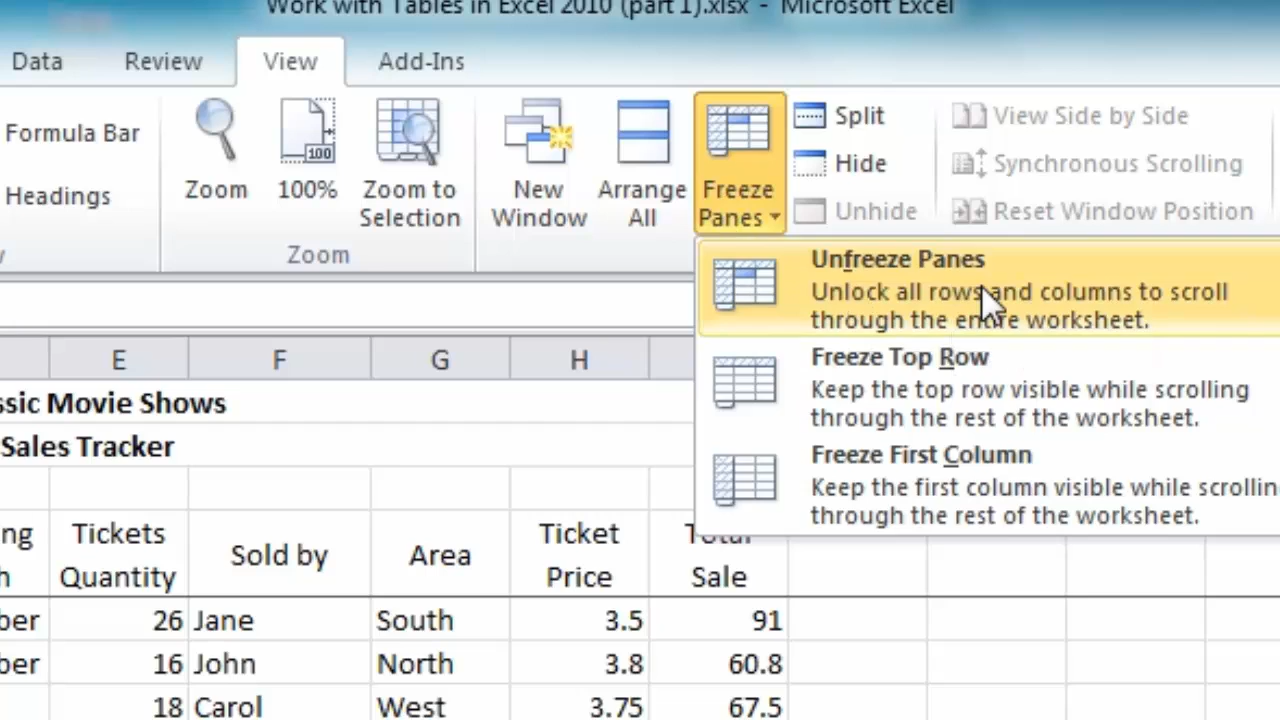 Work with Tables in Excel 2010 (part 1).xlsx - Microsoft Excel
Data Review View Add-Ins
Formula Bar
Headings
Zoom
100
100%
Zoom to
Selection
Zoom
New
Window
Arrange
All
Freeze
Panes
Split
Hide
Unhide
View Side by Side
Synchronous Scrolling
Reset Window Position
Unfreeze Panes
Unlock all rows and columns to scroll
through the entire worksheet.
Freeze Top Row
Keep the top row visible while scrolling
through the rest of the worksheet.
Freeze First Column
Keep the first column visible while scrollin
through the rest of the worksheet.
E F G H
ssic Movie Shows
Sales Tracker
ng Tickets Sold by Area Ticket Total
h Quantity Price Sale
ber 26 Jane South 3.5 91
ber 16 John North 3.8 60.8
18 Carol West 3.75 67.5